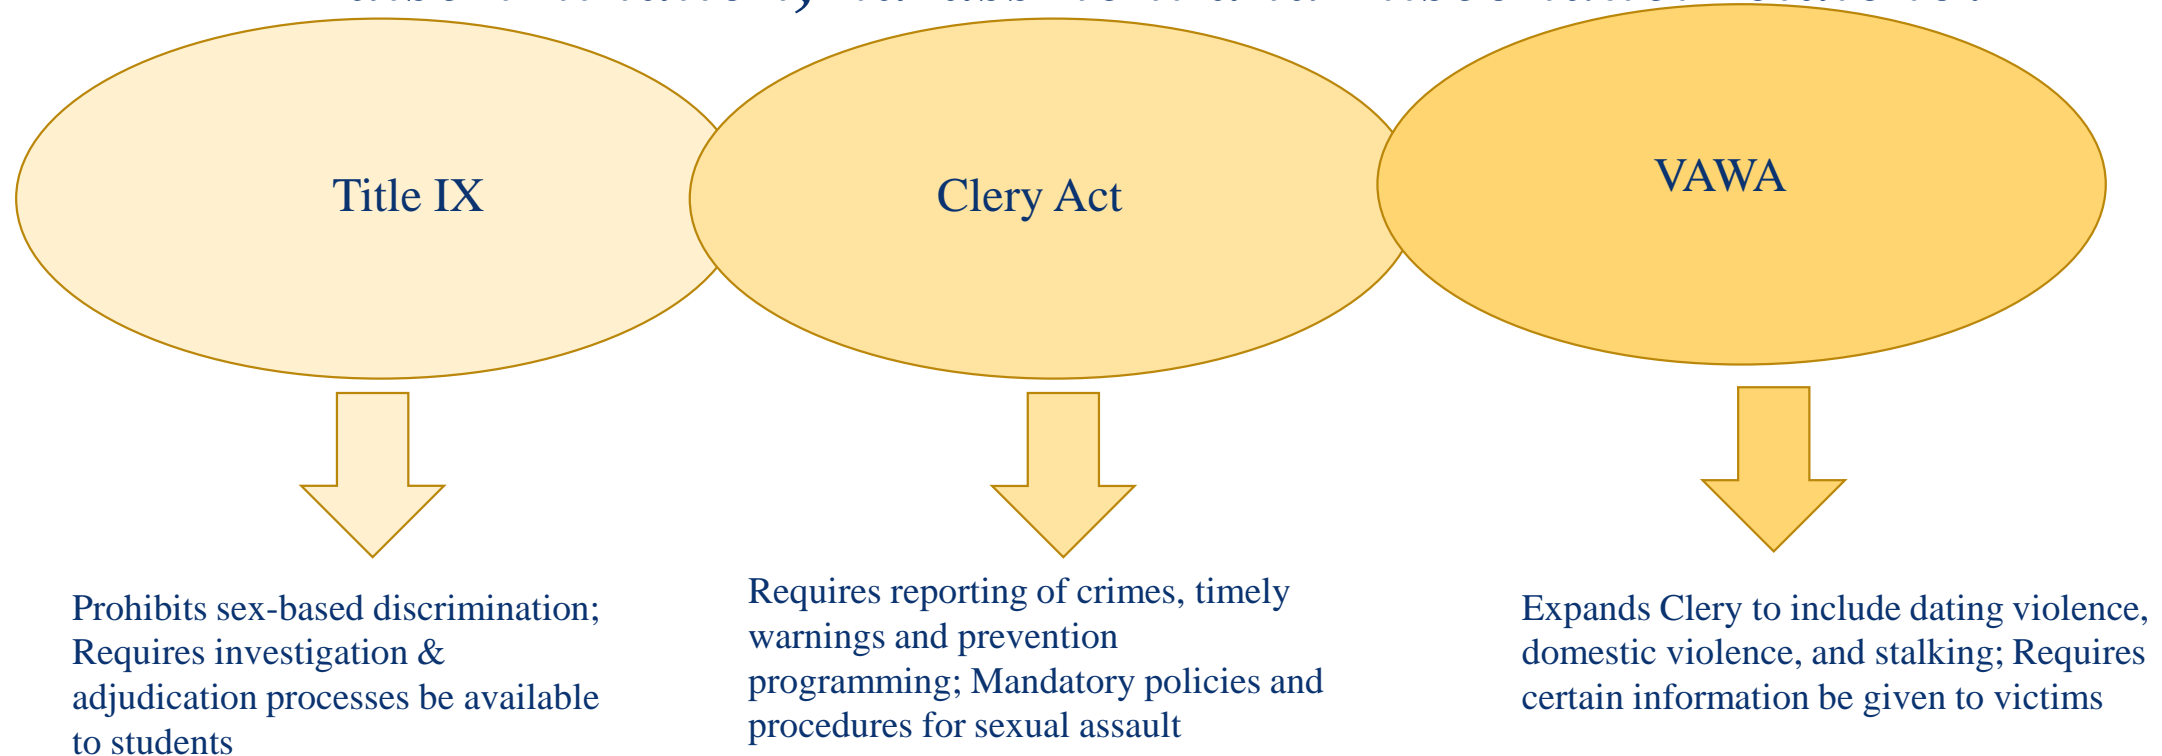 Title IX
Clery Act
VAWA
Prohibits sex-based discrimination;
Requires investigation &
adjudication processes be available
to students
Requires reporting of crimes, timely
warnings and prevention
programming; Mandatory policies and
procedures for sexual assault
Expands Clery to include dating violence,
domestic violence, and stalking; Requires
certain information be given to victims